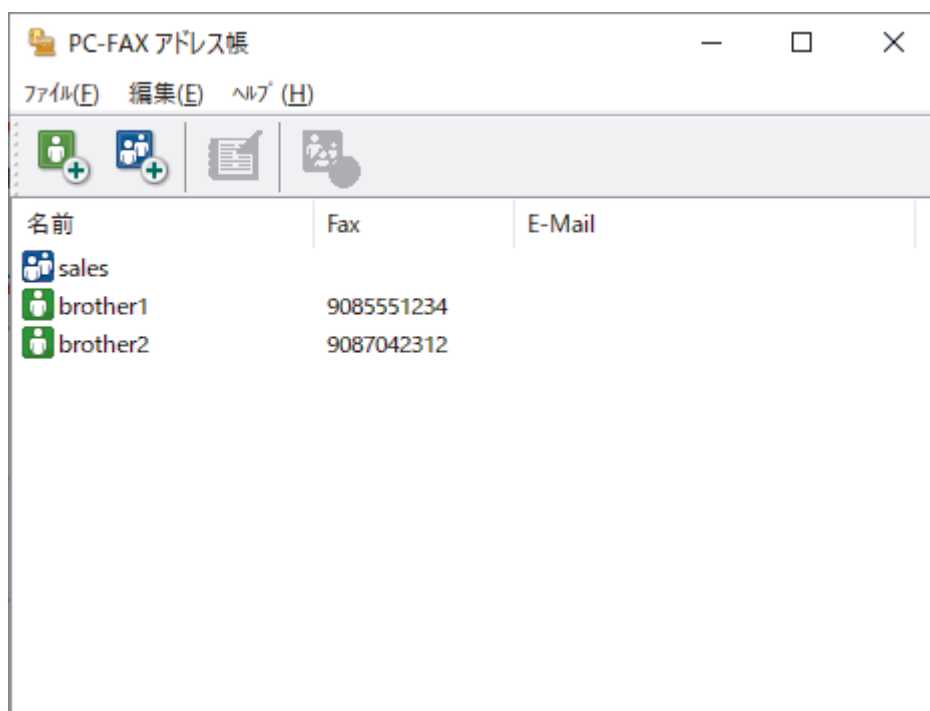 PC-FAX アドレス帳
ファイル(F) 編集(E) ヘルプ(H)
名前 Fax E-Mail
sales
brother1 9085551234
brother2 9087042312